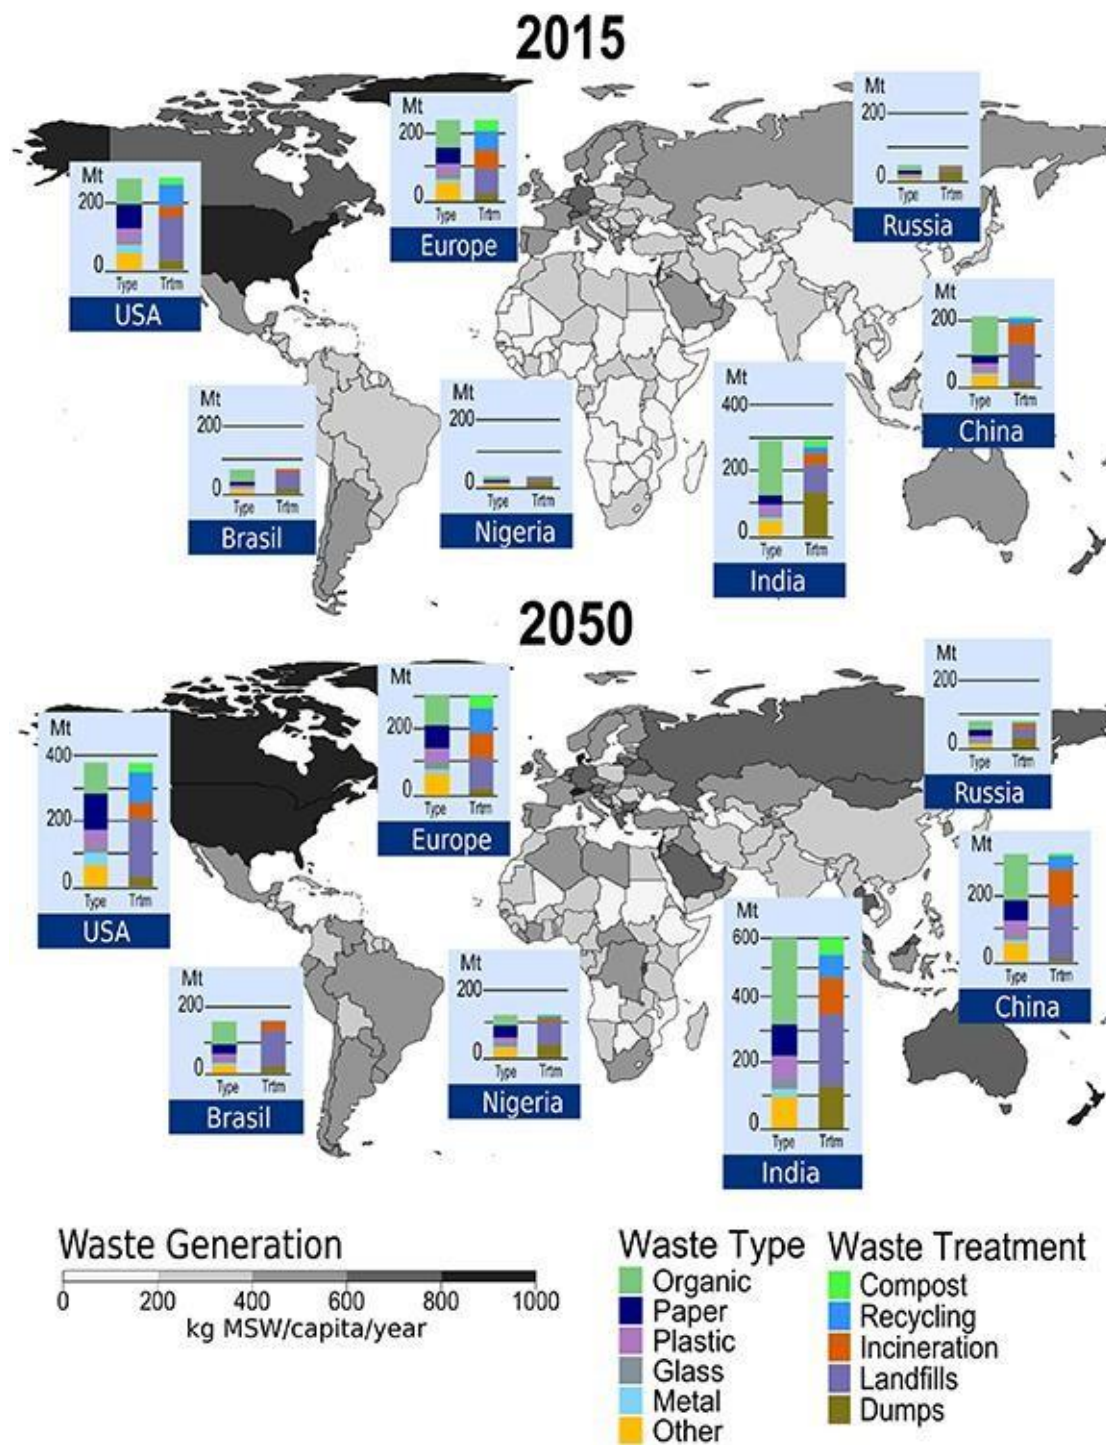 2015
Mt
200
0
Type Trtm
USA
Mt
200
0
Type Trtm
Europe
Mt
200
0
Type Trtm
Russia
Mt
200
0
Type Trtm
China
Mt
200
0
Type Trtm
Brasil
Mt
200
0
Type Trtm
Nigeria
Mt
400
200
0
Type Trtm
India
2050
Mt
400
200
0
Type Trtm
USA
Mt
200
0
Type Trtm
Europe
Mt
200
0
Type Trtm
Russia
Mt
200
0
Type Trtm
China
Mt
200
0
Type Trtm
Brasil
Mt
200
0
Type Trtm
Nigeria
Mt
600
400
200
0
Type Trtm
India
Waste Generation
0 200 400 600 800 1000
kg MSW/capita/year
Waste Type
Organic
Paper
Plastic
Glass
Metal
Other
Waste Treatment
Compost
Recycling
Incineration
Landfills
Dumps